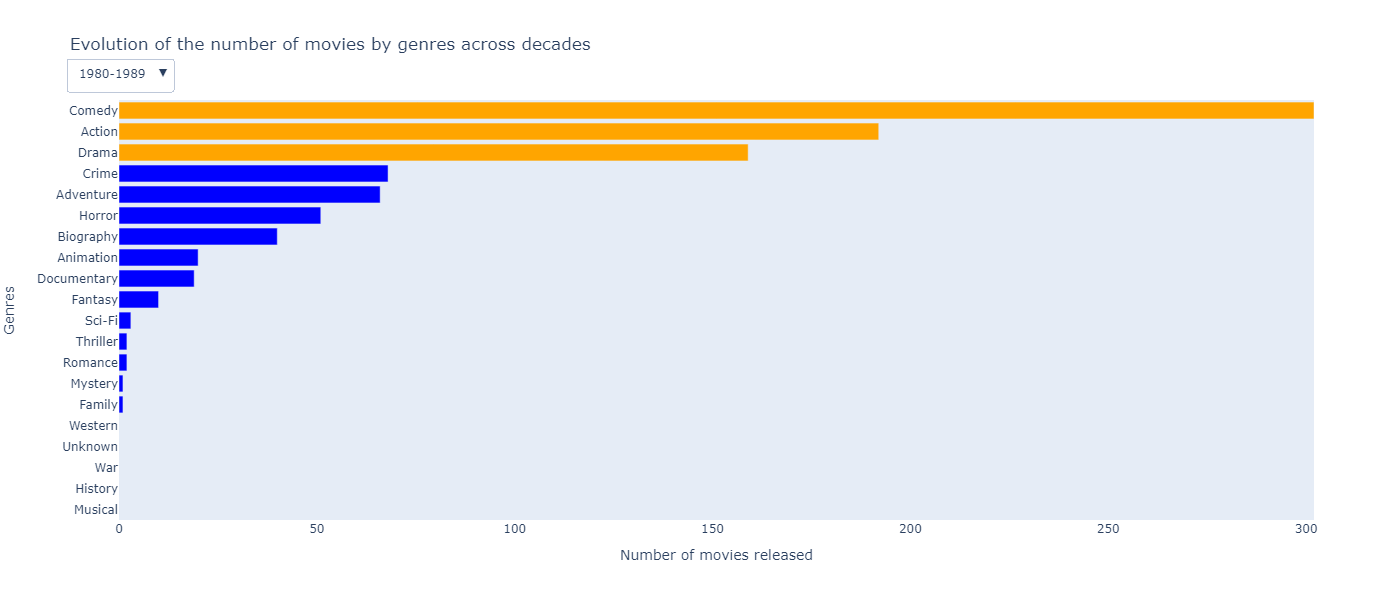 Evolution of the number of movies by genres across decades
1980-1989 ▼
Comedy
Action
Drama
Crime
Adventure
Horror
Biography
Animation
Documentary
Fantasy
Sci-Fi
Thriller
Romance
Mystery
Family
Western
Unknown
War
History
Musical
Genres
0 50 100 150 200 250 300
Number of movies released